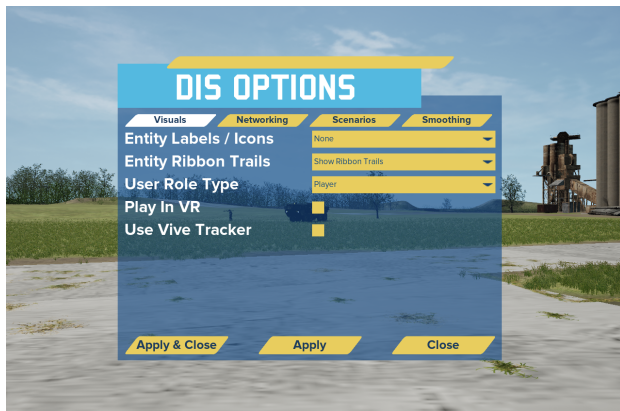 DIS OPTIONS
Visuals Networking Scenarios Smoothing
Entity Labels / Icons None
Entity Ribbon Trails Show Ribbon Trails
User Role Type Player
Play In VR
Use Vive Tracker
Apply & Close Apply Close